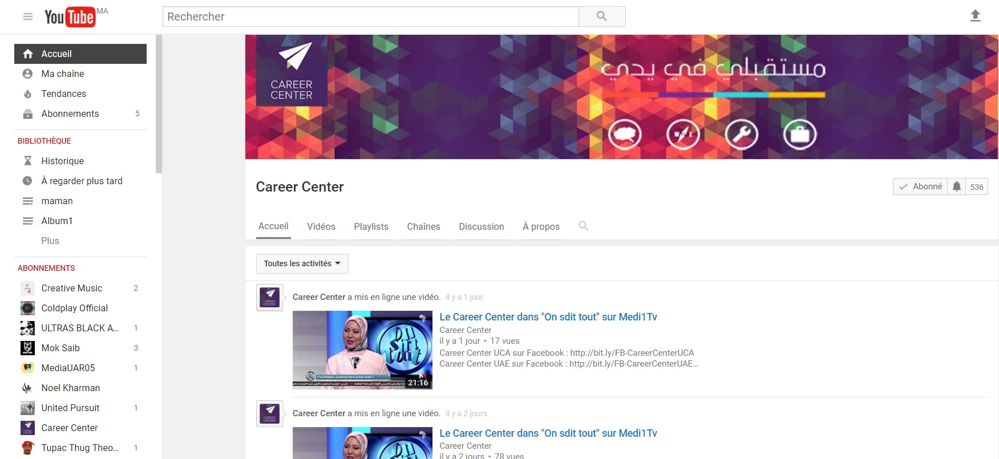 YouTube MA
Rechercher
Accueil
Ma chaîne
Tendances
Abonnements 5
BIBLIOTHÈQUE
Historique
À regarder plus tard
maman
Album1
Plus
ABONNEMENTS
Creative Music 2
Coldplay Official
ULTRAS BLACK A... 1
Mok Saib 3
MediaUAR05 1
Noel Kharman
United Pursuit 1
Career Center
Tupac Thug Theo... 1
CAREER
CENTER
مستقبلي في يدي
Career Center
Abonné 536
Accueil Vidéos Playlists Chaînes Discussion À propos
Toutes les activités
CAREER
CENTER
Career Center a mis en ligne une vidéo. il y a 1 jour
Le Career Center dans "On sdit tout" sur Medi1Tv
Career Center
il y a 1 jour • 17 vues
Career Center UCA sur Facebook : http://bit.ly/FB-CareerCenterUCA
Career Center UAE sur Facebook : http://bit.ly/FB-CareerCenterUAE...
L'orientation, comment faire le bon choix ?
21:16
CAREER
CENTER
Career Center a mis en ligne une vidéo. il y a 2 jours
Le Career Center dans "On sdit tout" sur Medi1Tv
Career Center
il y a 2 jours • 78 vues